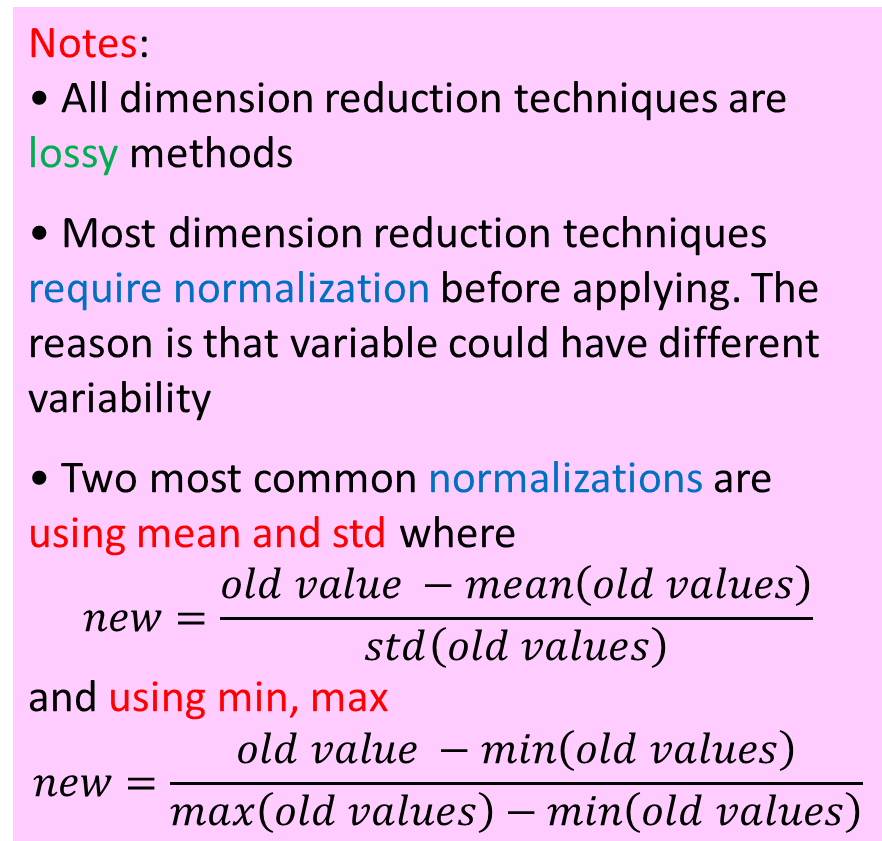 Notes:
• All dimension reduction techniques are
lossy methods
• Most dimension reduction techniques
require normalization before applying. The
reason is that variable could have different
variability
• Two most common normalizations are
using mean and std where
new = \frac{old value - mean(old values)}{std(old values)}
and using min, max
new = \frac{old value - min(old values)}{max(old values) - min(old values)}